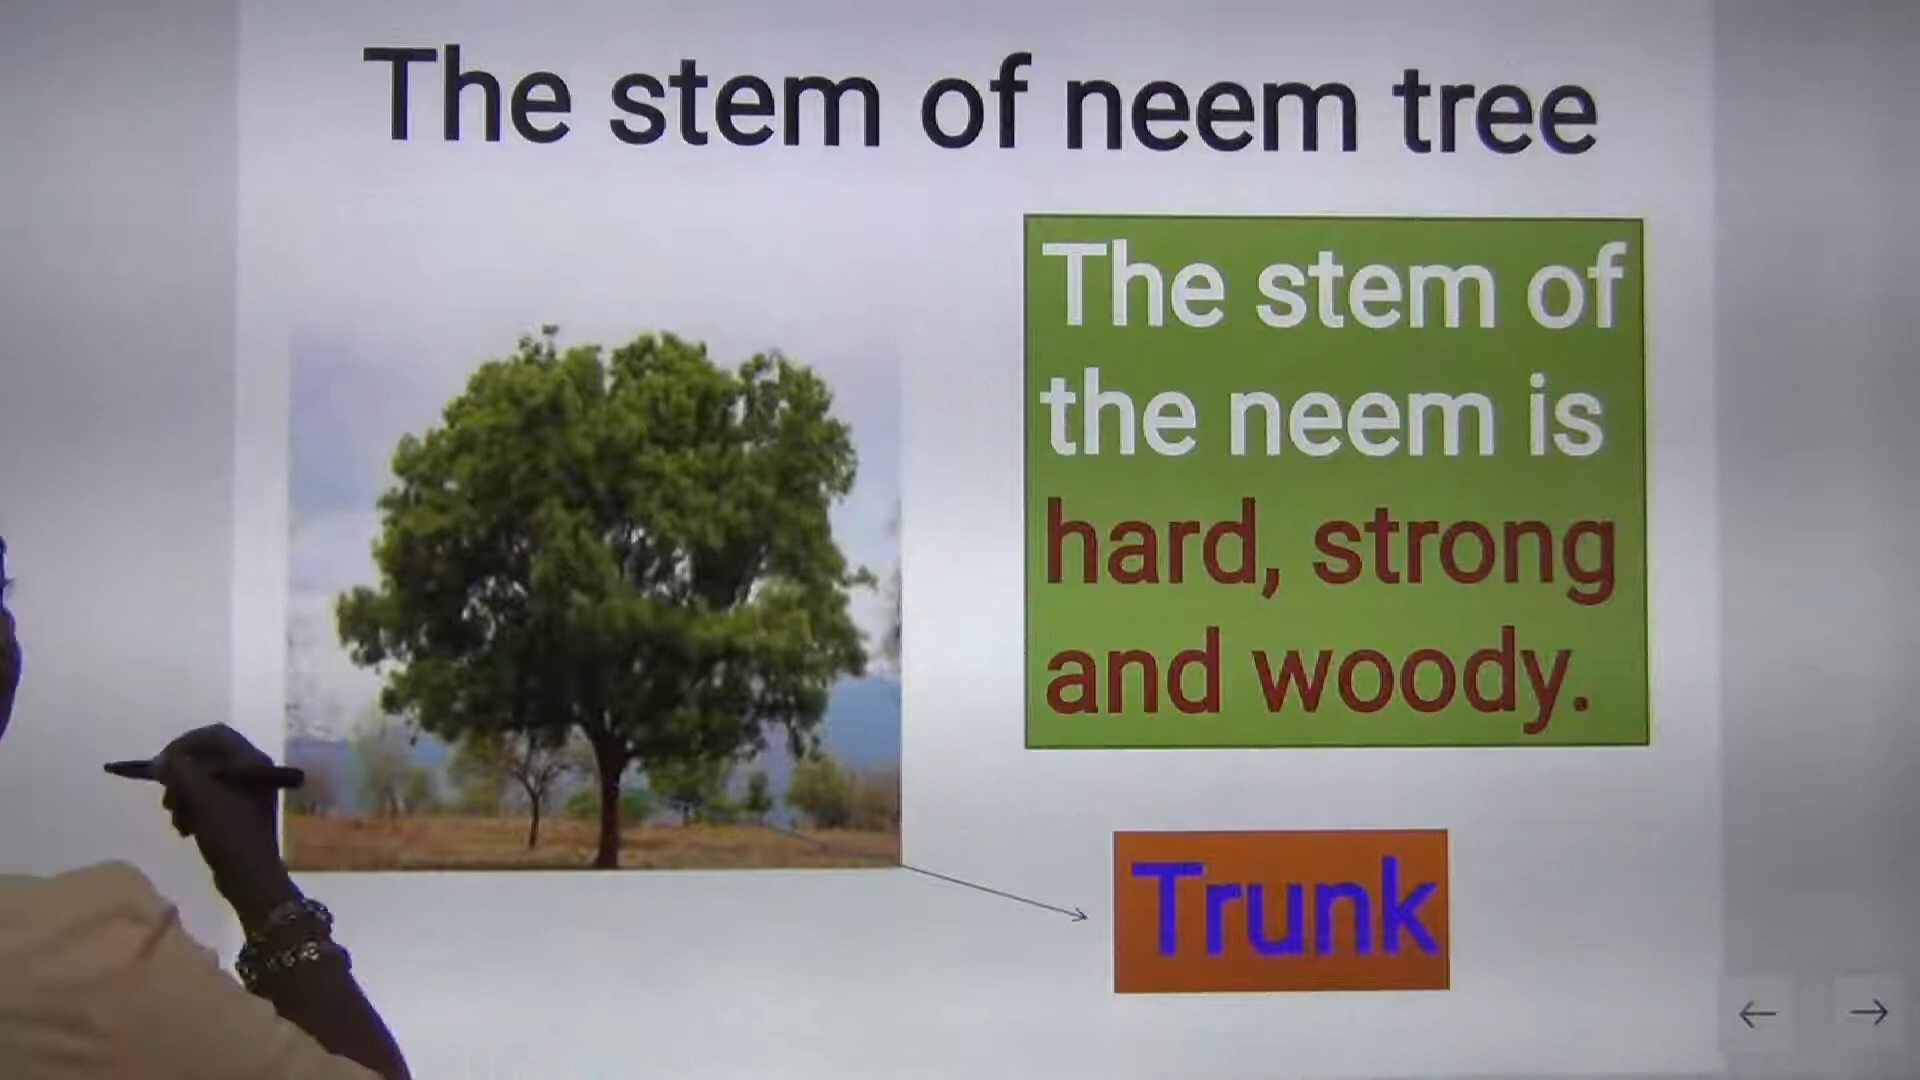 The stem of neem tree
The stem of
the neem is
hard, strong
and woody.
Trunk